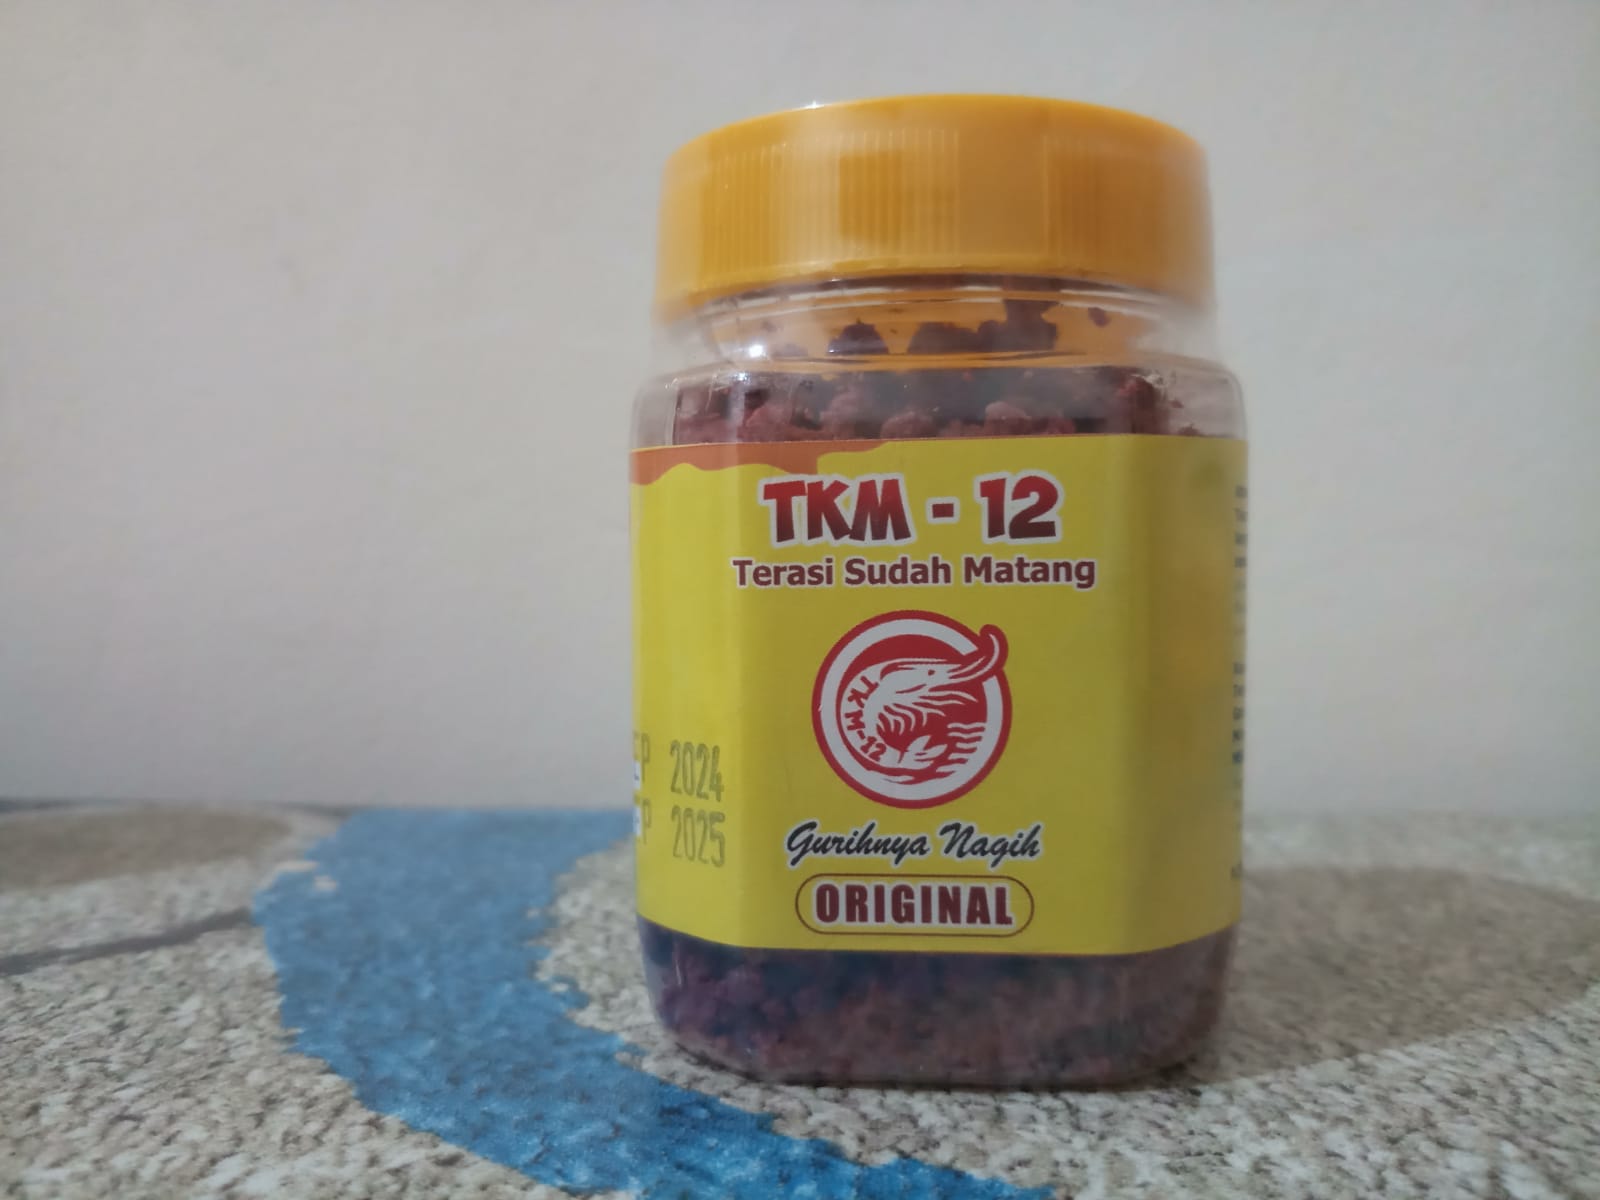 TKM - 12
Terasi Sudah Matang
TKM-12
Gurihnya Nagih
ORIGINAL
2024
2025